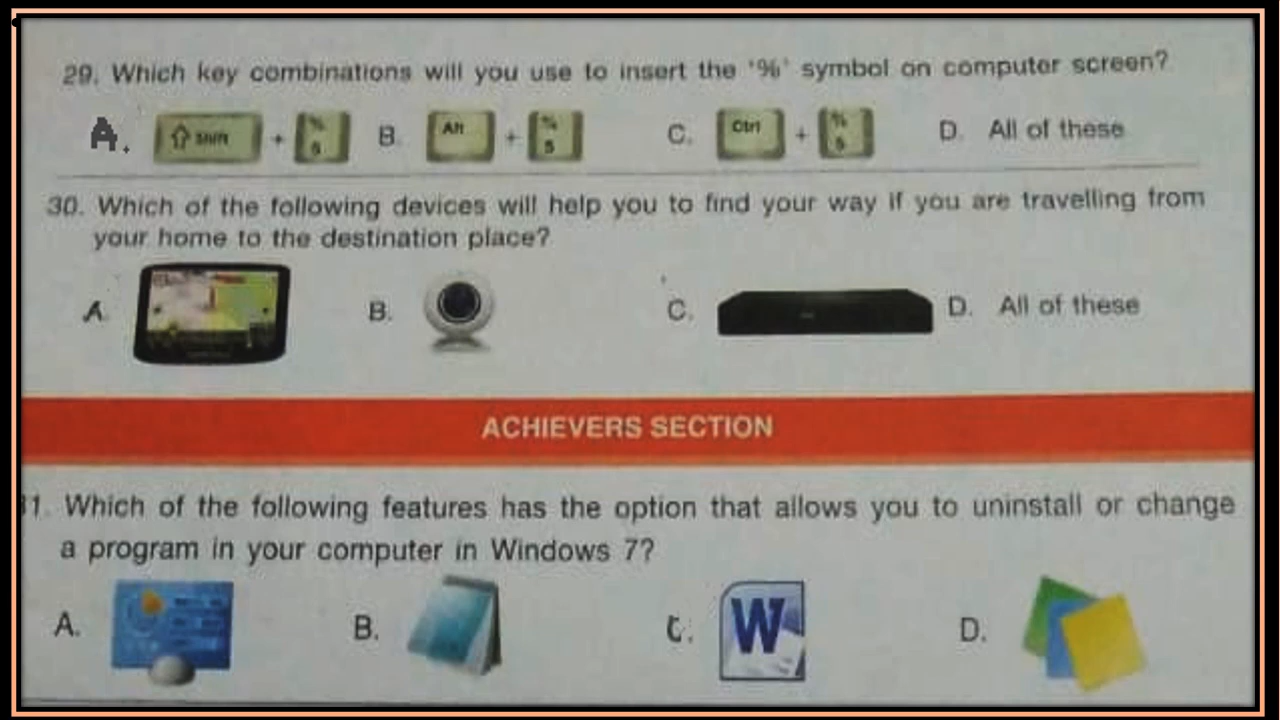 29. Which key combinations will you use to insert the '%' symbol on computer screen?
A. Shift + % 5 B. Alt + % 5 C. Ctrl + % 5 D. All of these
30. Which of the following devices will help you to find your way if you are travelling from
your home to the destination place?
A. B. C. D. All of these
ACHIEVERS SECTION
31. Which of the following features has the option that allows you to uninstall or change
a program in your computer in Windows 7?
A. B. C. W D.